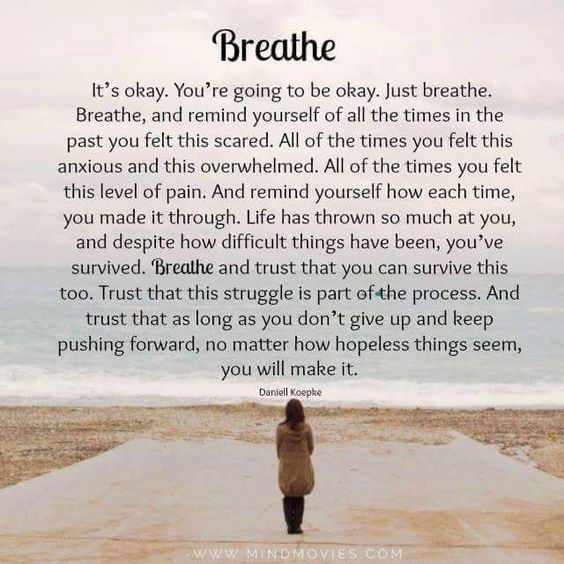 Breathe
It's okay. You're going to be okay. Just breathe.
Breathe, and remind yourself of all the times in the
past you felt this scared. All of the times you felt this
anxious and this overwhelmed. All of the times you felt
this level of pain. And remind yourself how each time,
you made it through. Life has thrown so much at you,
and despite how difficult things have been, you've
survived. Breathe and trust that you can survive this
too. Trust that this struggle is part of the process. And
trust that as long as you don't give up and keep
pushing forward, no matter how hopeless things seem,
you will make it.
Daniell Koepke
-WWW.MINDMOVIES.COM